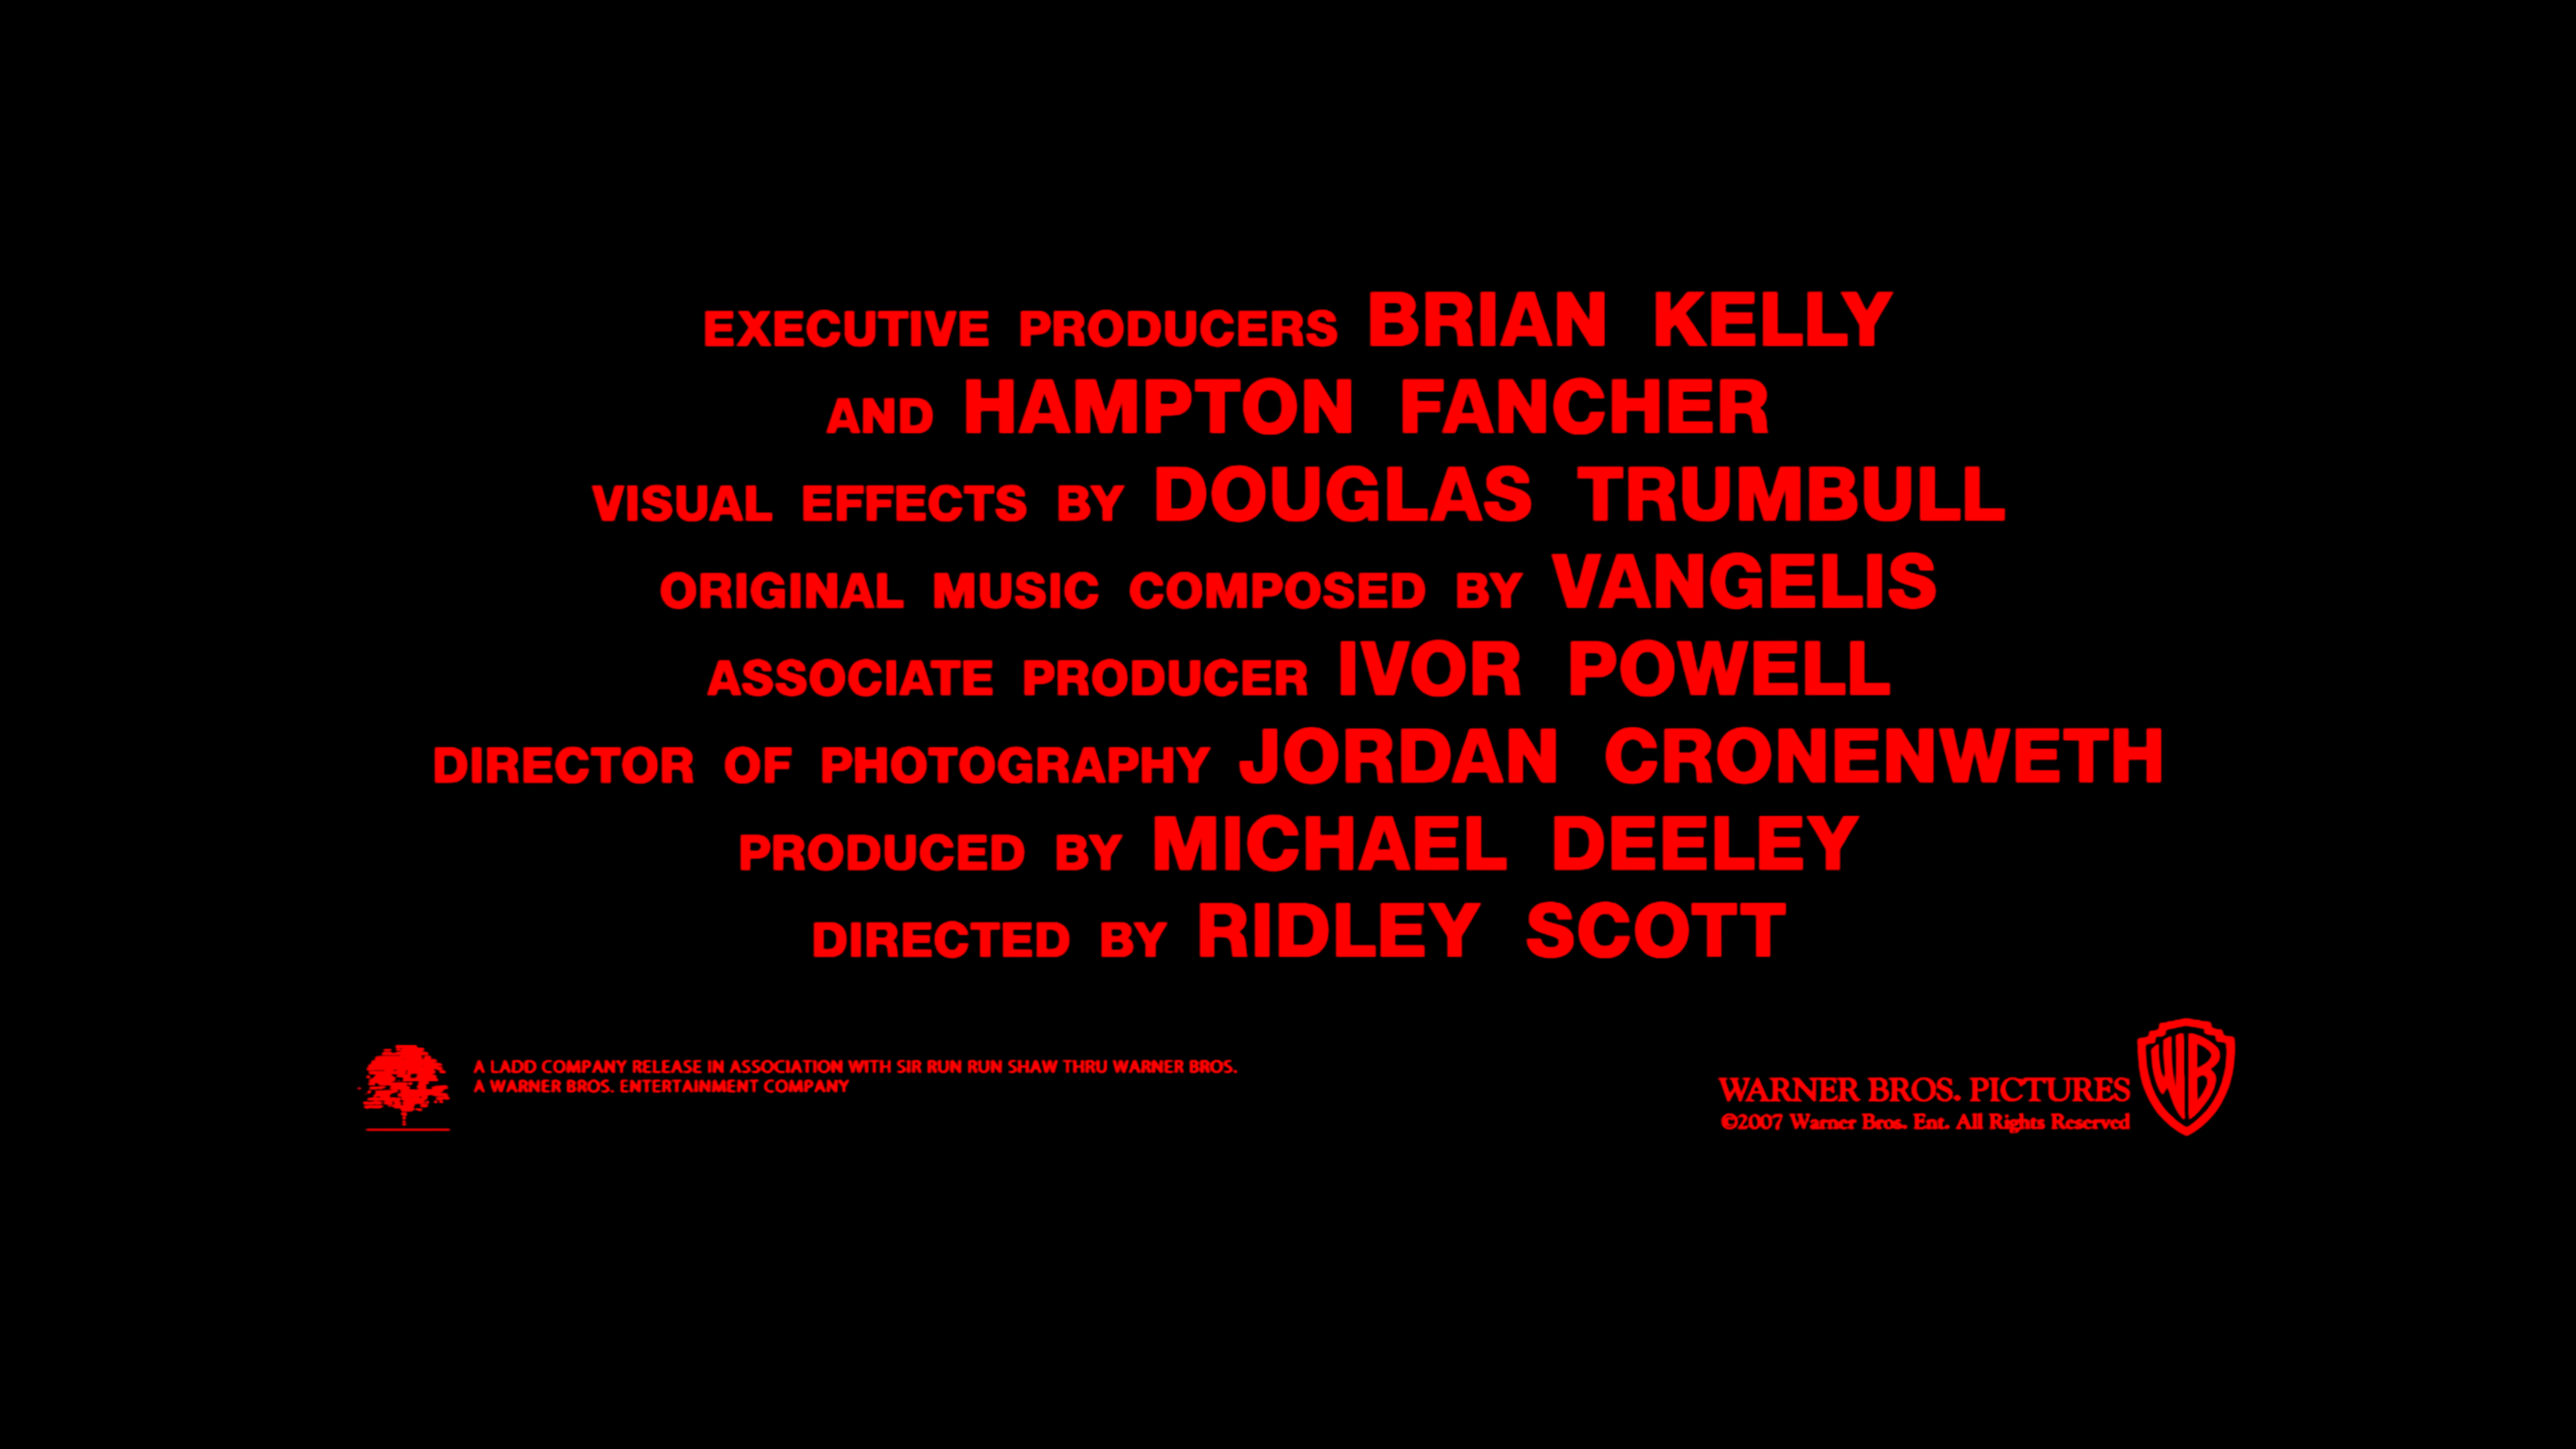 EXECUTIVE PRODUCERS BRIAN KELLY
AND HAMPTON FANCHER
VISUAL EFFECTS BY DOUGLAS TRUMBULL
ORIGINAL MUSIC COMPOSED BY VANGELIS
ASSOCIATE PRODUCER IVOR POWELL
DIRECTOR OF PHOTOGRAPHY JORDAN CRONENWETH
PRODUCED BY MICHAEL DEELEY
DIRECTED BY RIDLEY SCOTT
A LADD COMPANY RELEASE IN ASSOCIATION WITH SIR RUN RUN SHAW THRU WARNER BROS.
A WARNER BROS. ENTERTAINMENT COMPANY
WARNER BROS. PICTURES
©2007 Warner Bros. Ent. All Rights Reserved
WB